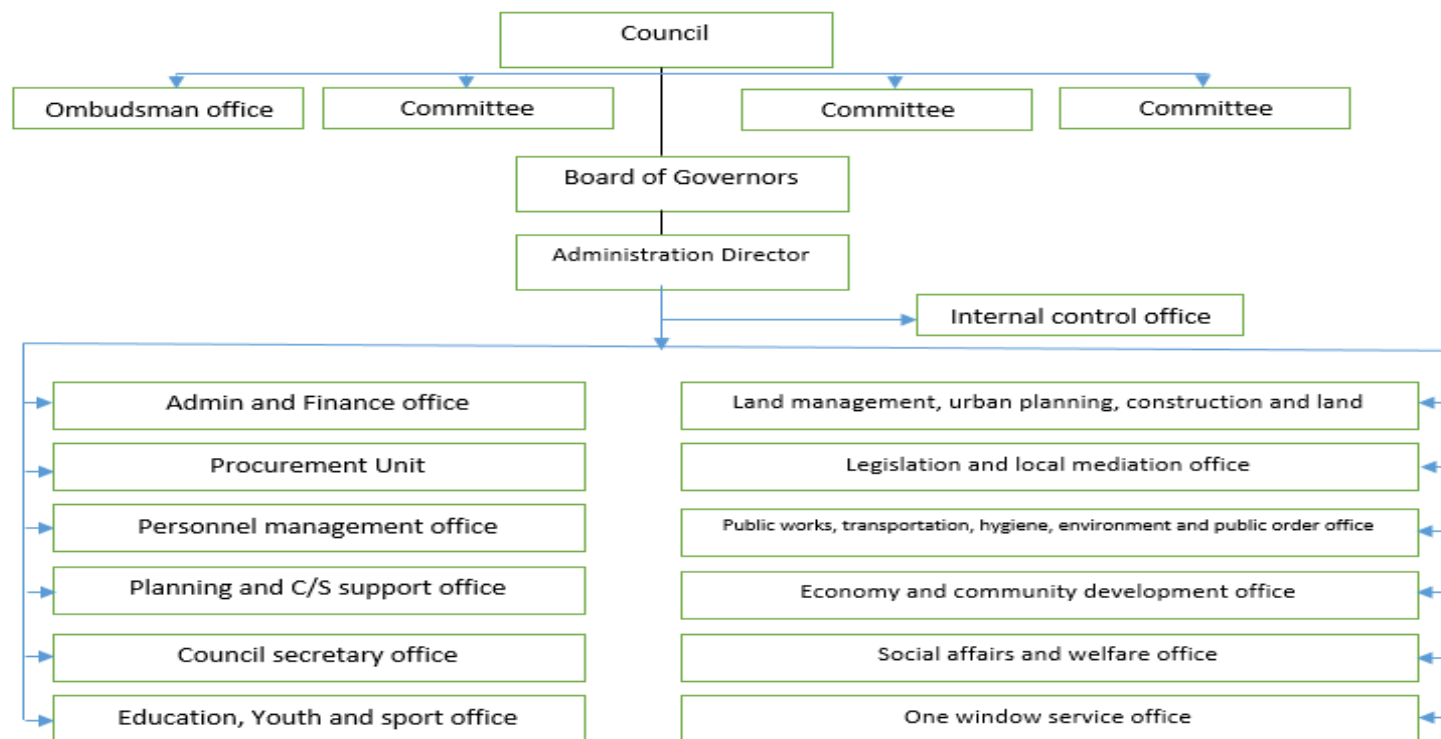 Council
Ombudsman office
Committee
Committee
Committee
Board of Governors
Administration Director
Internal control office
Admin and Finance office
Land management, urban planning, construction and land
Procurement Unit
Legislation and local mediation office
Personnel management office
Public works, transportation, hygiene, environment and public order office
Planning and C/S support office
Economy and community development office
Council secretary office
Social affairs and welfare office
Education, Youth and sport office
One window service office